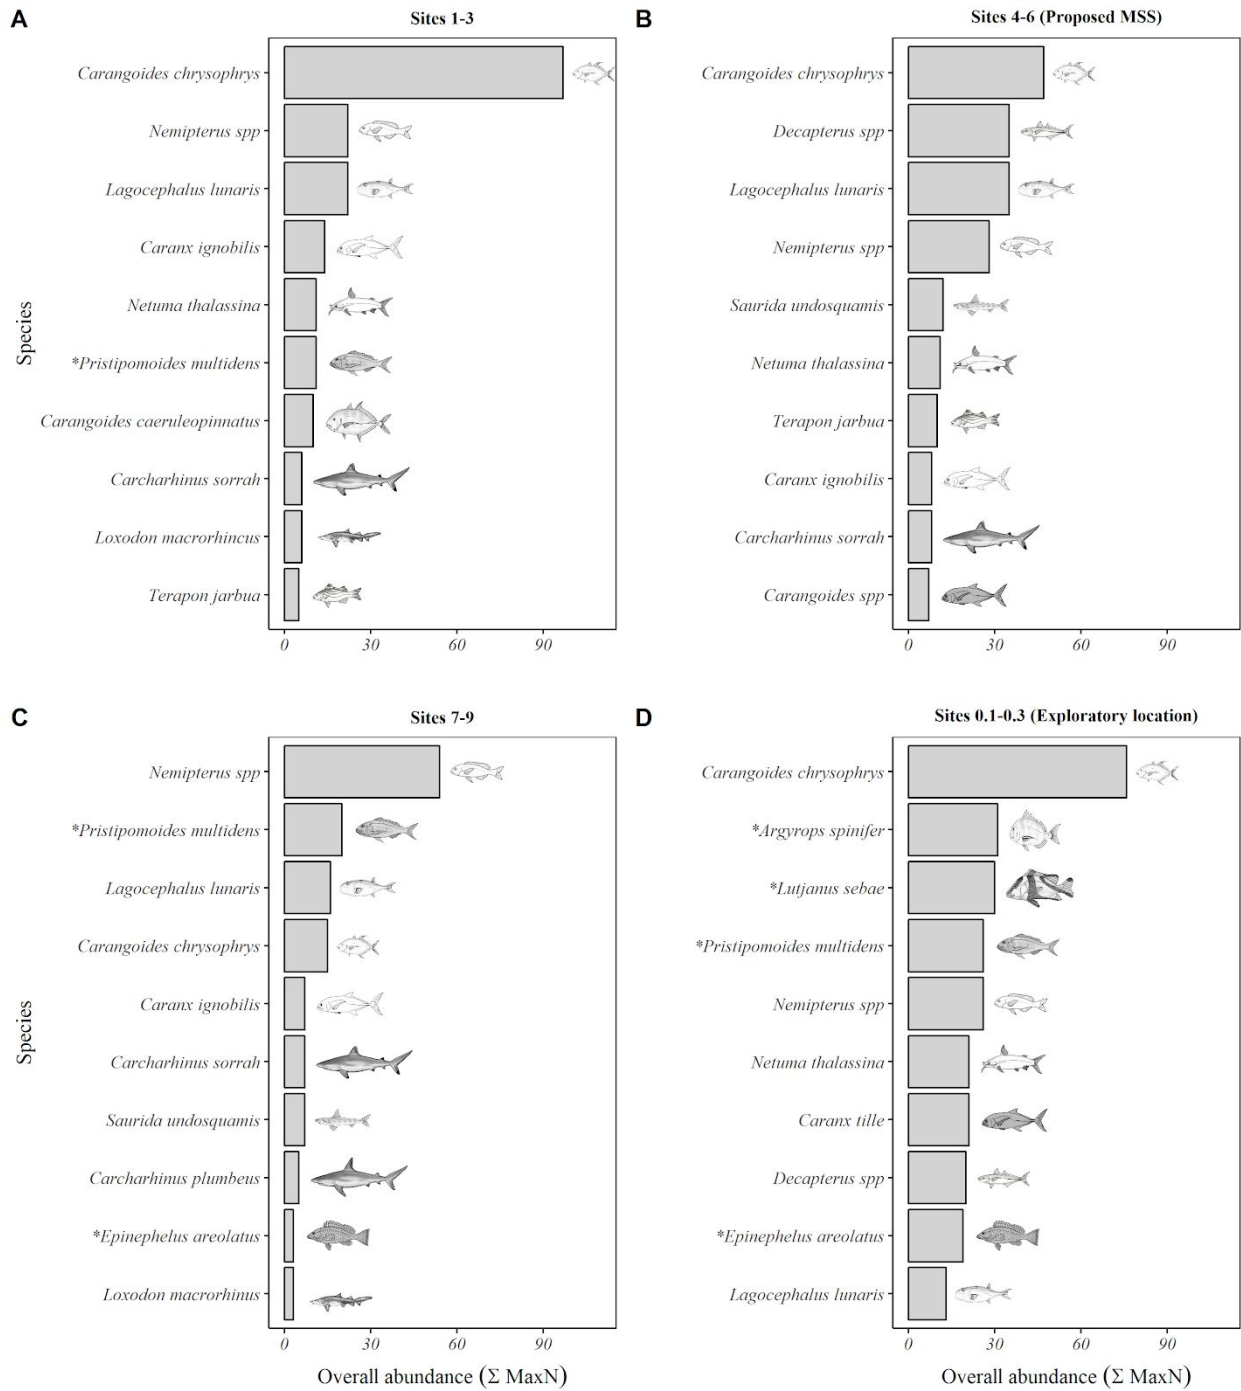 A
Sites 1-3
Species
Carangoides chrysophrys
Nemipterus spp
Lagocephalus lunaris
Caranx ignobilis
Netuma thalassina
*Pristipomoides multidens
Carangoides caeruleopinnatus
Carcharhinus sorrah
Loxodon macrorhincus
Terapon jarbua
0 30 60 90
B
Sites 4-6 (Proposed MSS)
Carangoides chrysophrys
Decapterus spp
Lagocephalus lunaris
Nemipterus spp
Saurida undosquamis
Netuma thalassina
Terapon jarbua
Caranx ignobilis
Carcharhinus sorrah
Carangoides spp
0 30 60 90
C
Sites 7-9
Species
Nemipterus spp
*Pristipomoides multidens
Lagocephalus lunaris
Carangoides chrysophrys
Caranx ignobilis
Carcharhinus sorrah
Saurida undosquamis
Carcharhinus plumbeus
*Epinephelus areolatus
Loxodon macrorhinus
0 30 60 90
Overall abundance (Σ MaxN)
D
Sites 0.1-0.3 (Exploratory location)
Carangoides chrysophrys
*Argyrops spinifer
*Lutjanus sebae
*Pristipomoides multidens
Nemipterus spp
Netuma thalassina
Caranx tille
Decapterus spp
*Epinephelus areolatus
Lagocephalus lunaris
0 30 60 90
Overall abundance (Σ MaxN)